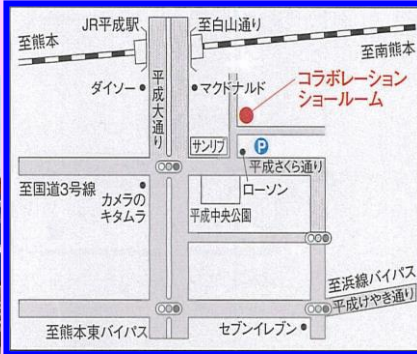 JR平成駅
至白山通り
至熊本
至南熊本
ダイソー
平成大通り
マクドナルド
コラボレーション
ショールーム
サンリブ
P
平成さくら通り
至国道3号線
カメラの
キタムラ
ローソン
平成中央公園
至浜線バイパス
平成けやき通り
至熊本東バイパス
セブンイレブン